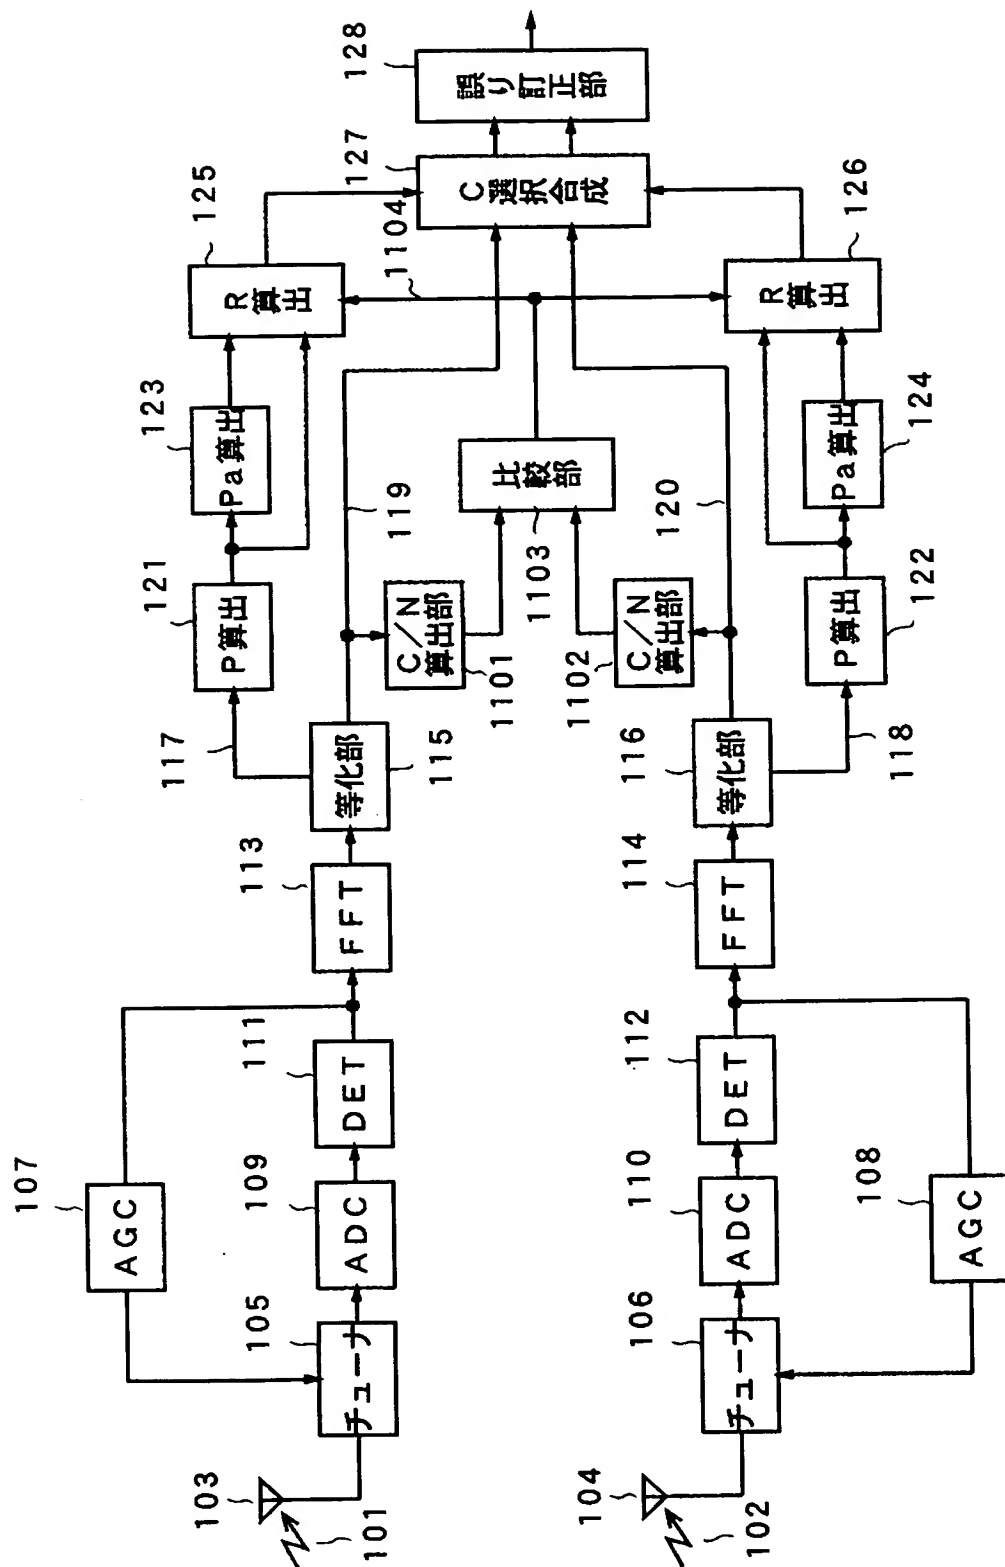 107
AGC
103
101
105
チューナ
109
ADC
111
DET
113
FFT
115
等化部
117
121
P算出
123
Pa算出
125
R算出
119
C/N
算出部
1101
1103
比較部
1104
127
C
選択合成
128
誤り訂正部
104
102
106
チューナ
110
ADC
112
DET
108
AGC
114
FFT
116
等化部
118
1102
C/N
算出部
120
122
P算出
124
Pa算出
126
R算出